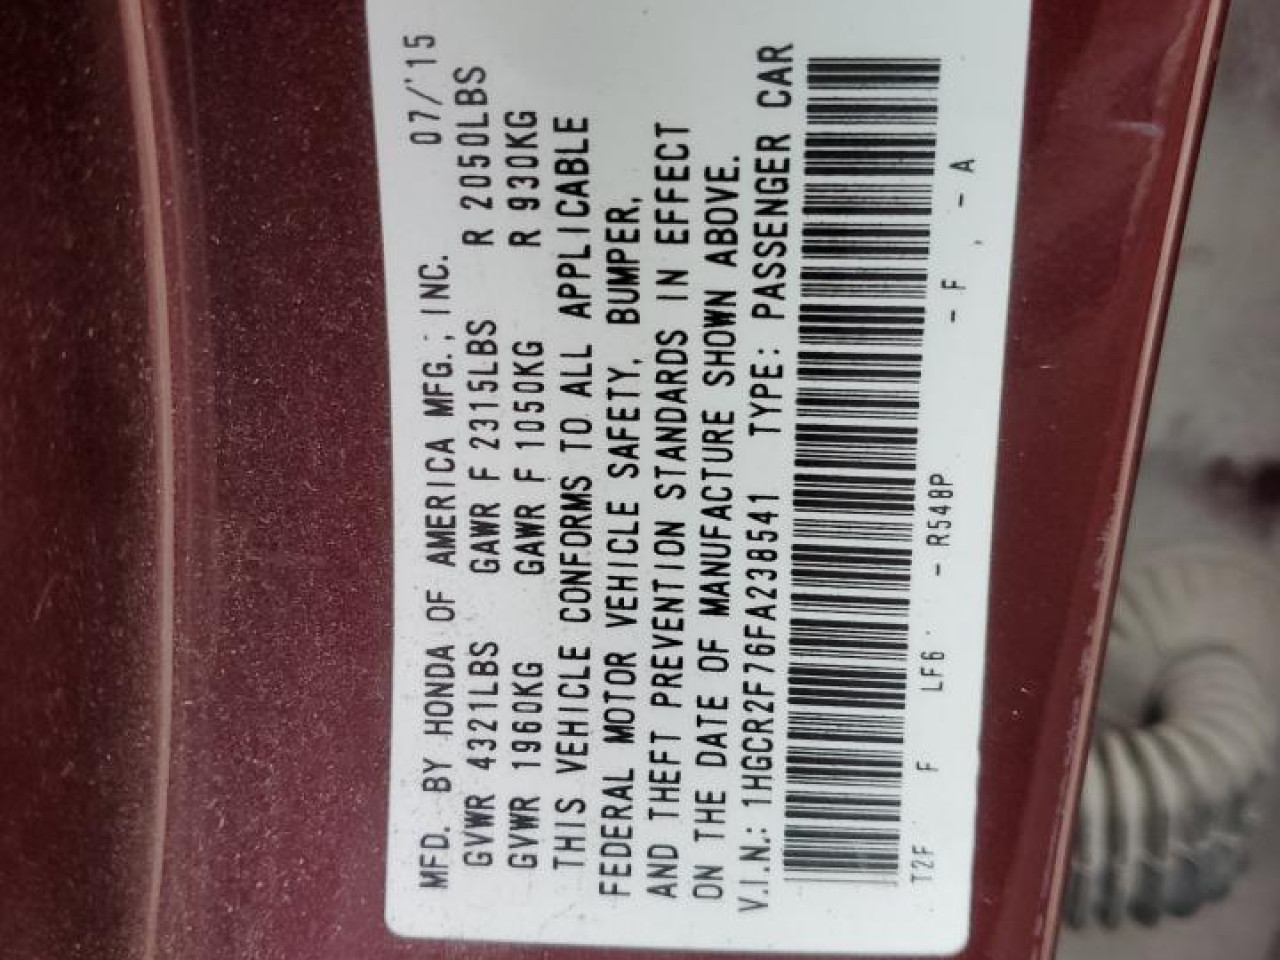 MFD. BY HONDA OF AMERICA MFG.; INC. 07/'15
GVWR 4321LBS GAWR F 2315LBS R 2050LBS
GVWR 1960KG GAWR F 1050KG R 930KG
THIS VEHICLE CONFORMS TO ALL APPLICABLE
FEDERAL MOTOR VEHICLE SAFETY, BUMPER,
AND THEFT PREVENTION STANDARDS IN EFFECT
ON THE DATE OF MANUFACTURE SHOWN ABOVE.
V.I.N.: 1HGCR2F76FA238541 TYPE: PASSENGER CAR
T2F F LF6 - R548P - F - A